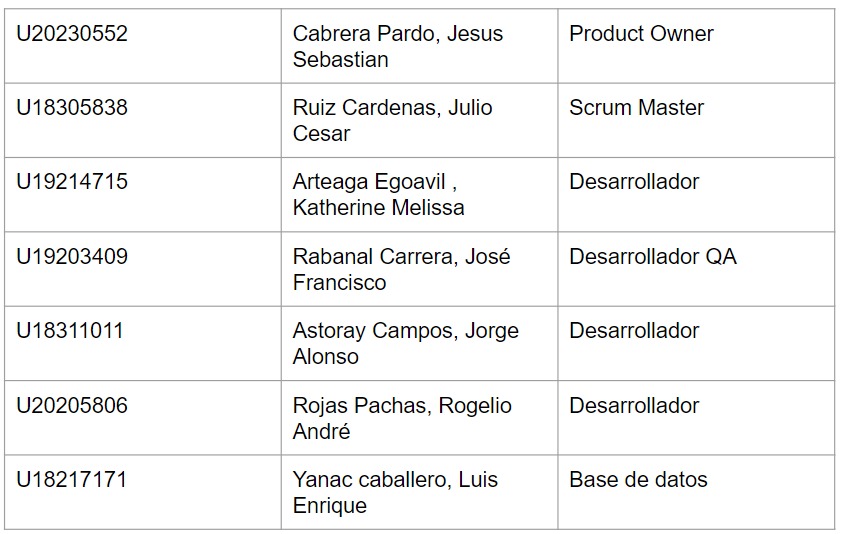 U20230552
Cabrera Pardo, Jesus
Sebastian
Product Owner
U18305838
Ruiz Cardenas, Julio
Cesar
Scrum Master
U19214715
Arteaga Egoavil ,
Katherine Melissa
Desarrollador
U19203409
Rabanal Carrera, José
Francisco
Desarrollador QA
U18311011
Astoray Campos, Jorge
Alonso
Desarrollador
U20205806
Rojas Pachas, Rogelio
André
Desarrollador
U18217171
Yanac caballero, Luis
Enrique
Base de datos